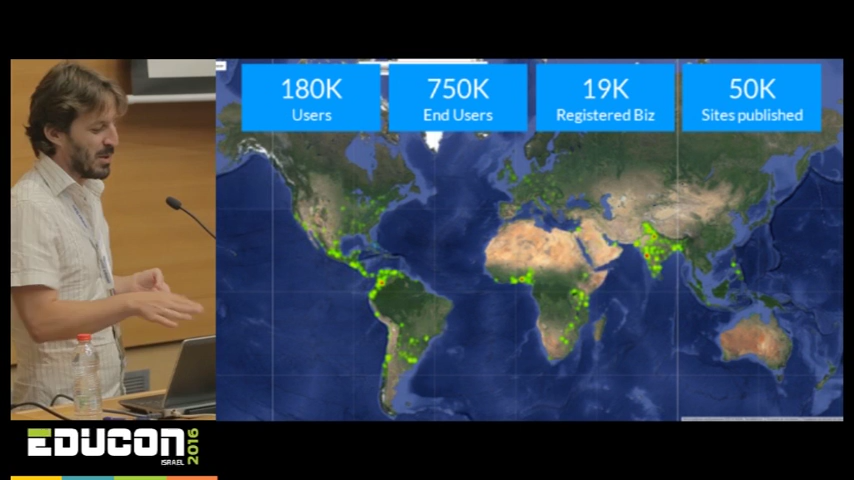 180K
Users
750K
End Users
19K
Registered Biz
50K
Sites published
EDUCON
ISRAEL
2016